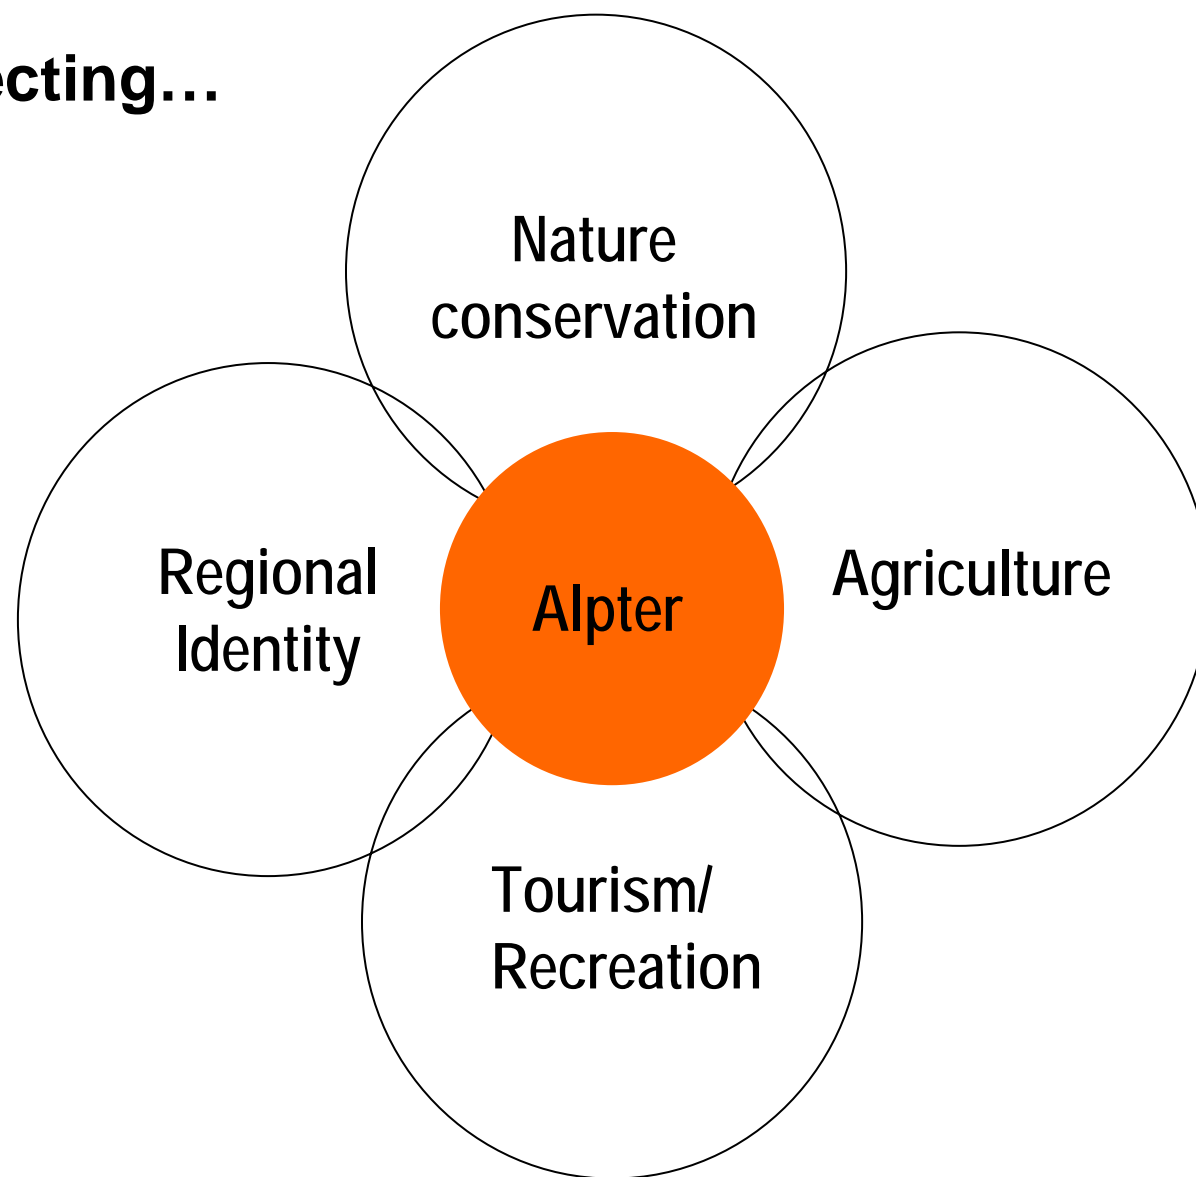 ecting...
Nature
conservation
Regional
Identity
Alpter
Agriculture
Tourism/
Recreation